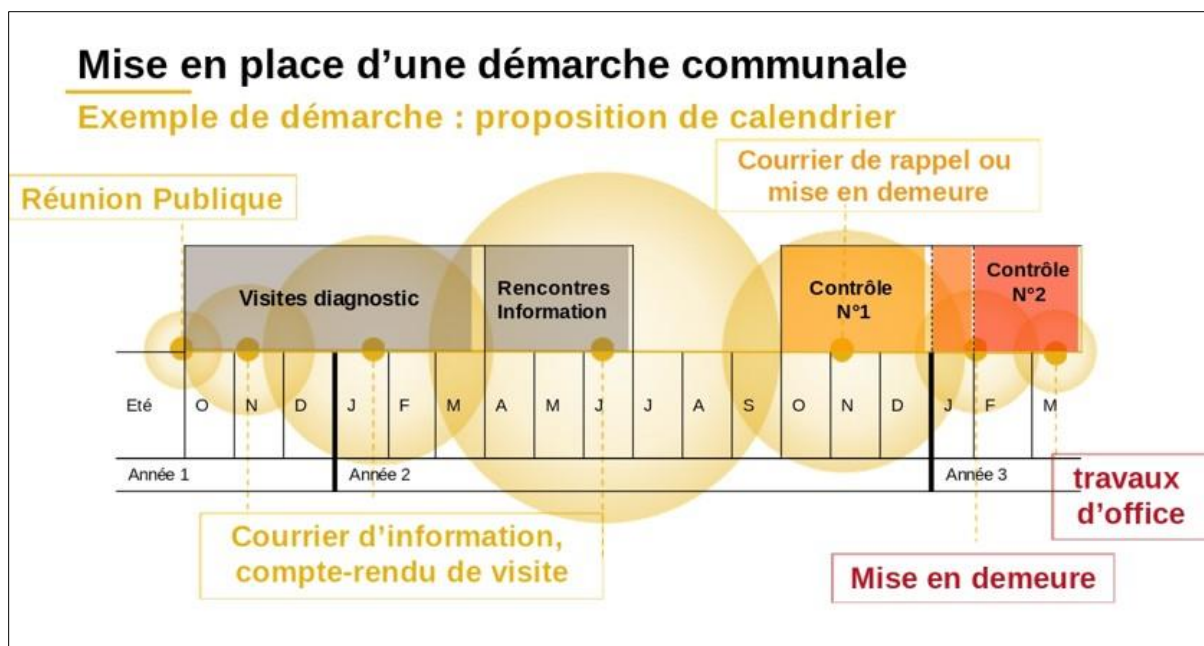 Mise en place d’une démarche communale
Exemple de démarche : proposition de calendrier
Réunion Publique
Courrier de rappel ou
mise en demeure
Visites diagnostic
Rencontres
Information
Contrôle
N°1
Contrôle
N°2
Eté O N D J F M A M J J A S O N D J F M
Année 1 Année 2 Année 3
Courrier d’information,
compte-rendu de visite
travaux
d’office
Mise en demeure